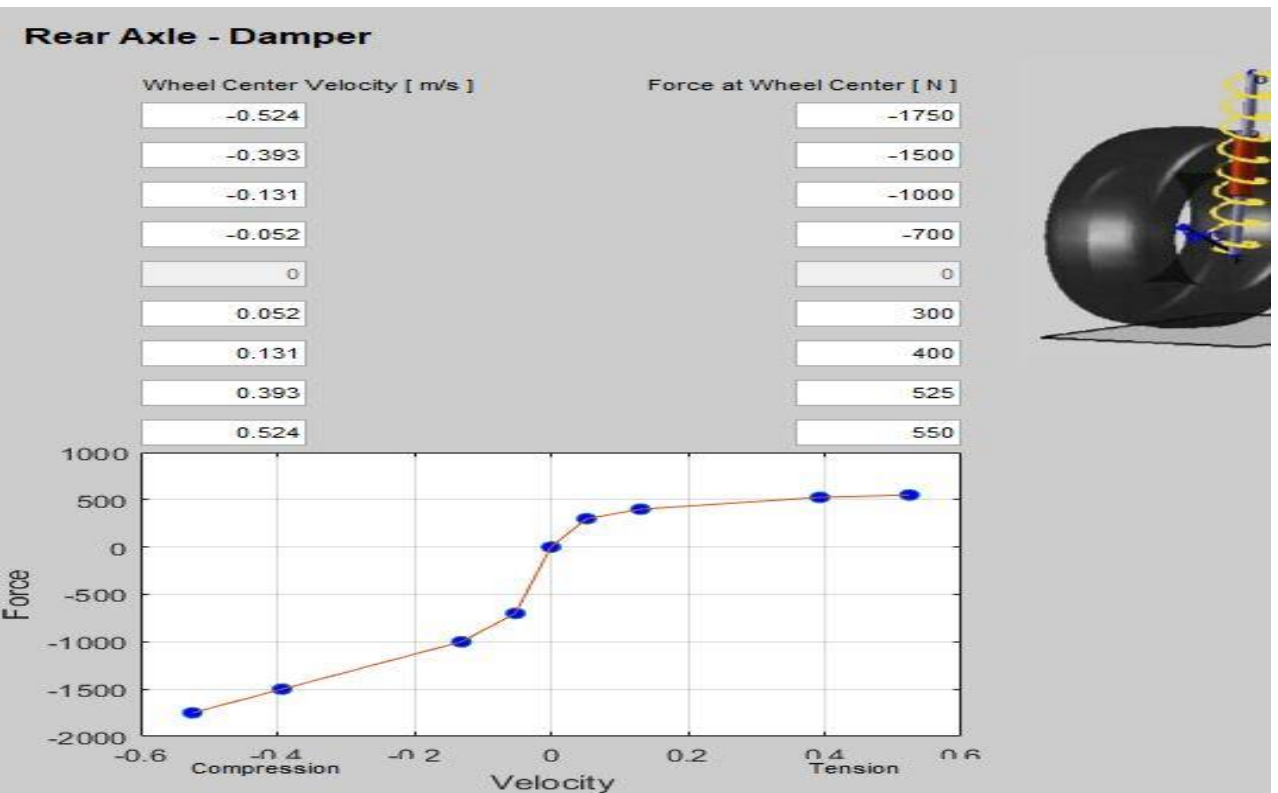 Rear Axle - Damper
Wheel Center Velocity [ m/s ] Force at Wheel Center [ N ]
-0.524 -1750
-0.393 -1500
-0.131 -1000
-0.052 -700
0 0
0.052 300
0.131 400
0.393 525
0.524 550
1000
500
0
-500
-1000
-1500
-2000
Force
-0.6 -0.4 -0.2 0 0.2 0.4 0.6
Compression Tension
Velocity